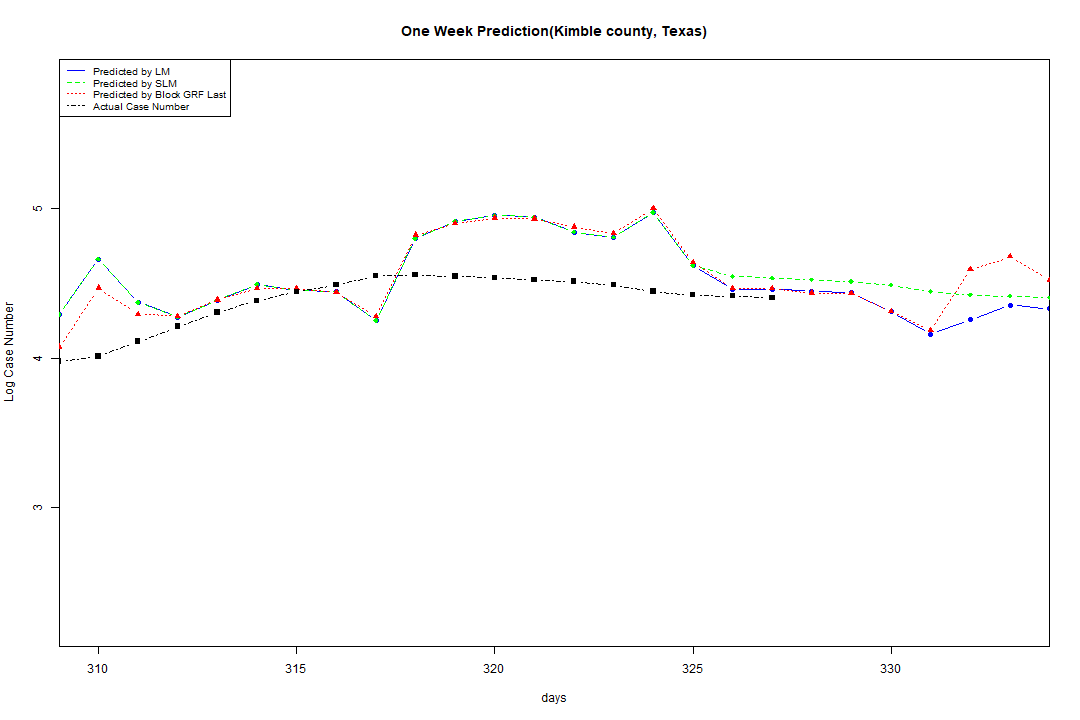 One Week Prediction(Kimble county, Texas)
Predicted by LM
Predicted by SLM
Predicted by Block GRF Last
Actual Case Number
5
4
3
Log Case Number
310 315 320 325 330
days